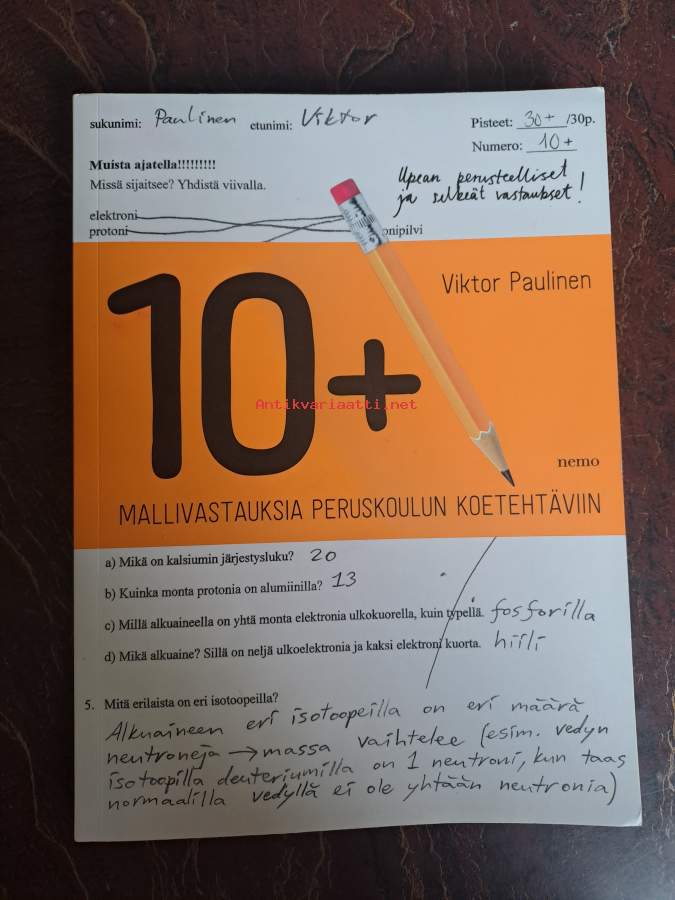 sukunimi: Paulinen etunimi: Viktor Pisteet: 30+ /30p.
Numero: 10+
Muista ajatella!!!!!!!!!
Missä sijaitsee? Yhdistä viivalla.
Upean perusteelliset
ja selkeät vastaukset!
elektroni
protoni onipilvi
10+
Viktor Paulinen
Antikvariaatti.net
nemo
MALLIVASTAUKSIA PERUSKOULUN KOETEHTÄVIIN
a) Mikä on kalsiumin järjestysluku? 20
b) Kuinka monta protonia on alumiinilla? 13
c) Millä alkuaineella on yhtä monta elektronia ulkokuorella, kuin typellä. fosforilla
d) Mikä alkuaine? Sillä on neljä ulkoelektronia ja kaksi elektroni kuorta. hiili
5. Mitä erilaista on eri isotoopeilla?
Alkuaineen eri isotoopeilla on eri määrä
neutroneja → massa vaihtelee (esim. vedyn
isotoopilla deuteriumilla on 1 neutroni, kun taas
normaalilla vedyllä ei ole yhtään neutronia)